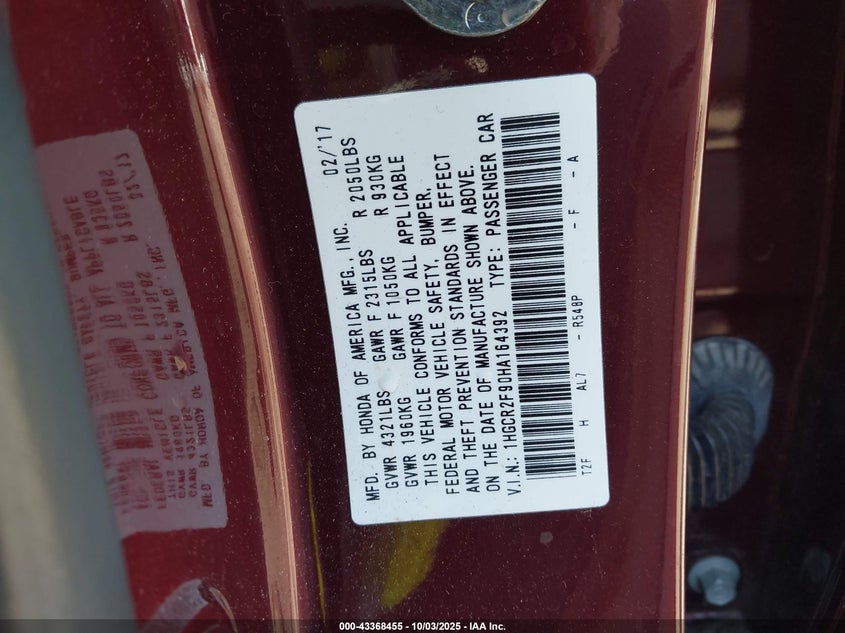 MFD. BY HONDA OF AMERICA MFG., INC. 02/'17
GVWR 4321LBS GAWR F 2315LBS R 2050LBS
GVWR 1960KG GAWR F 1050KG R 930KG
THIS VEHICLE CONFORMS TO ALL APPLICABLE
FEDERAL MOTOR VEHICLE SAFETY, BUMPER,
AND THEFT PREVENTION STANDARDS IN EFFECT
ON THE DATE OF MANUFACTURE SHOWN ABOVE.
V.I.N.: 1HGCR2F90HA164392 TYPE: PASSENGER CAR
T2F H AL7 - R548P - F - A
000-43368455 - 10/03/2025 - IAA Inc.